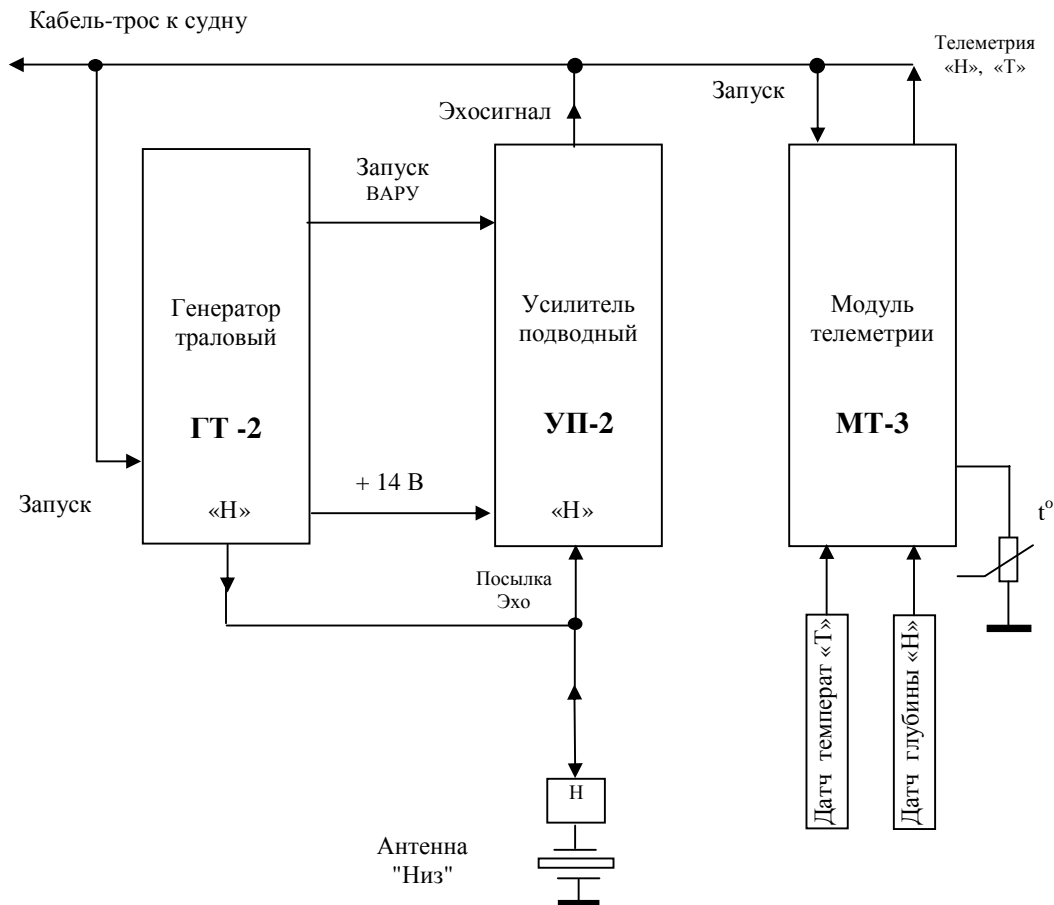 Кабель-трос к судну
Телеметрия
«Н», «Т»
Запуск
Эхосигнал
Запуск
ВАРУ
Генератор
траловый
ГТ -2
Усилитель
подводный
УП-2
Модуль
телеметрии
МТ-3
Запуск
+ 14 В
«Н»
«Н»
tо
Посылка
Эхо
Датч температ «Т»
Датч глубины «Н»
Н
Антенна
"Низ"